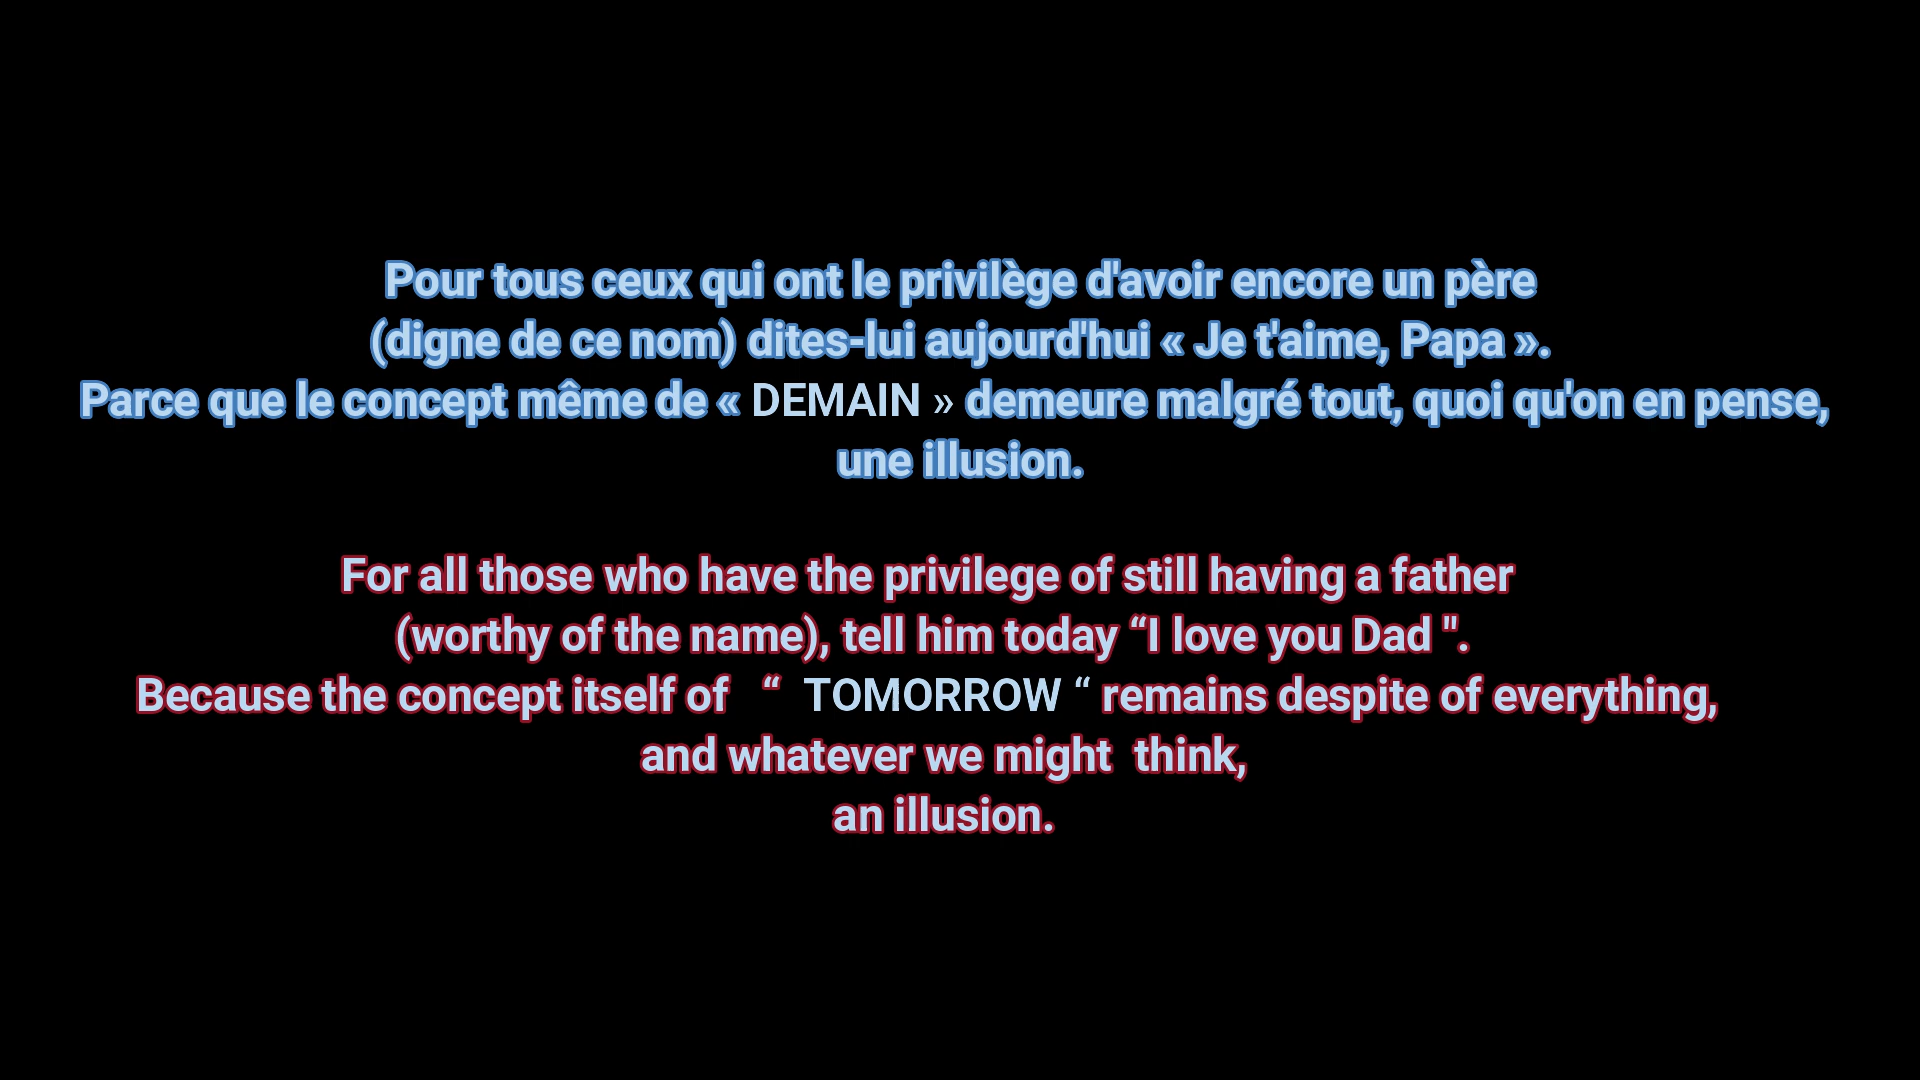 Pour tous ceux qui ont le privilège d'avoir encore un père
(digne de ce nom) dites-lui aujourd'hui « Je t'aime, Papa ».
Parce que le concept même de « DEMAIN » demeure malgré tout, quoi qu'on en pense,
une illusion.
For all those who have the privilege of still having a father
(worthy of the name), tell him today “I love you Dad ".
Because the concept itself of “ TOMORROW “ remains despite of everything,
and whatever we might think,
an illusion.